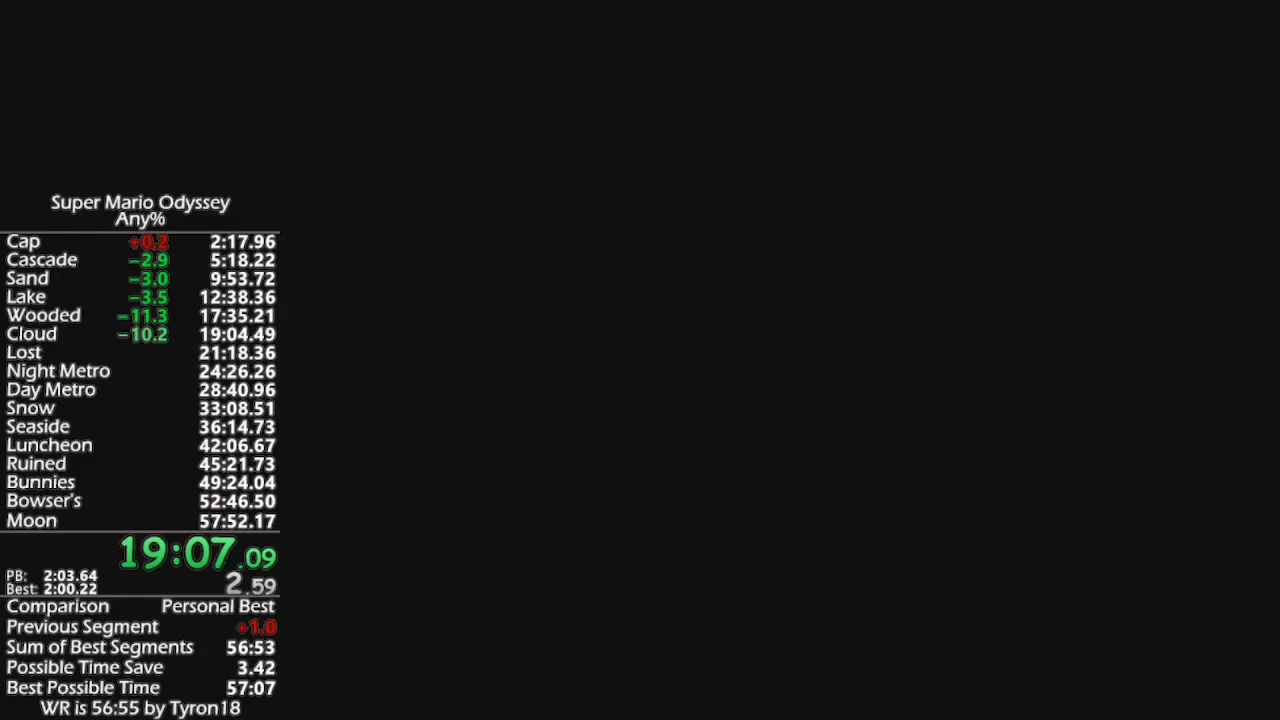 Super Mario Odyssey
Any%
Cap +0.2 2:17.96
Cascade −2.9 5:18.22
Sand −3.0 9:53.72
Lake −3.5 12:38.36
Wooded −11.3 17:35.21
Cloud −10.2 19:04.49
Lost 21:18.36
Night Metro 24:26.26
Day Metro 28:40.96
Snow 33:08.51
Seaside 36:14.73
Luncheon 42:06.67
Ruined 45:21.73
Bunnies 49:24.04
Bowser's 52:46.50
Moon 57:52.17
19:07.09
PB: 2:03.64
Best: 2:00.22 2.59
Comparison Personal Best
Previous Segment +1.0
Sum of Best Segments 56:53
Possible Time Save 3.42
Best Possible Time 57:07
WR is 56:55 by Tyron18